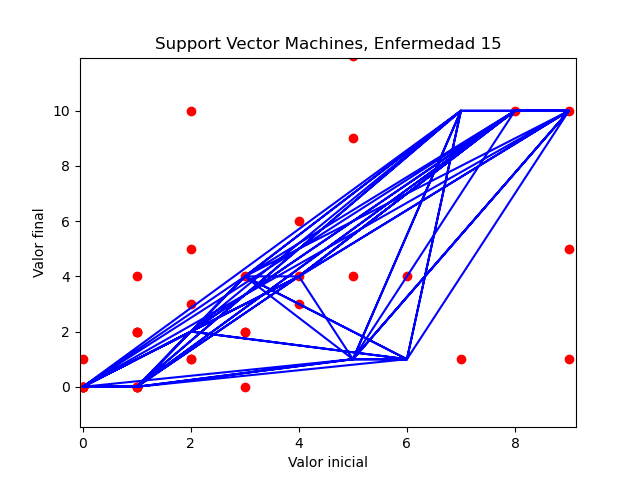 Support Vector Machines, Enfermedad 15
10
8
6
4
2
0
Valor final
0 2 4 6 8
Valor inicial